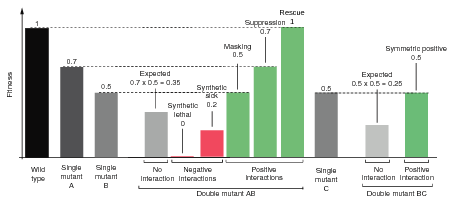 Fitness
1
0.7
0.5
Expected
0.7 x 0.5 = 0.35
Synthetic
lethal
0
Synthetic
sick
0.2
Masking
0.5
Suppression
0.7
Rescue
1
0.5
Expected
0.5 x 0.5 = 0.25
Symmetric positive
0.5
Wild
type
Single
mutant
A
Single
mutant
B
No
interaction
Negative
interactions
Positive
interactions
Double mutant AB
Single
mutant
C
No
interaction
Positive
interaction
Double mutant BC